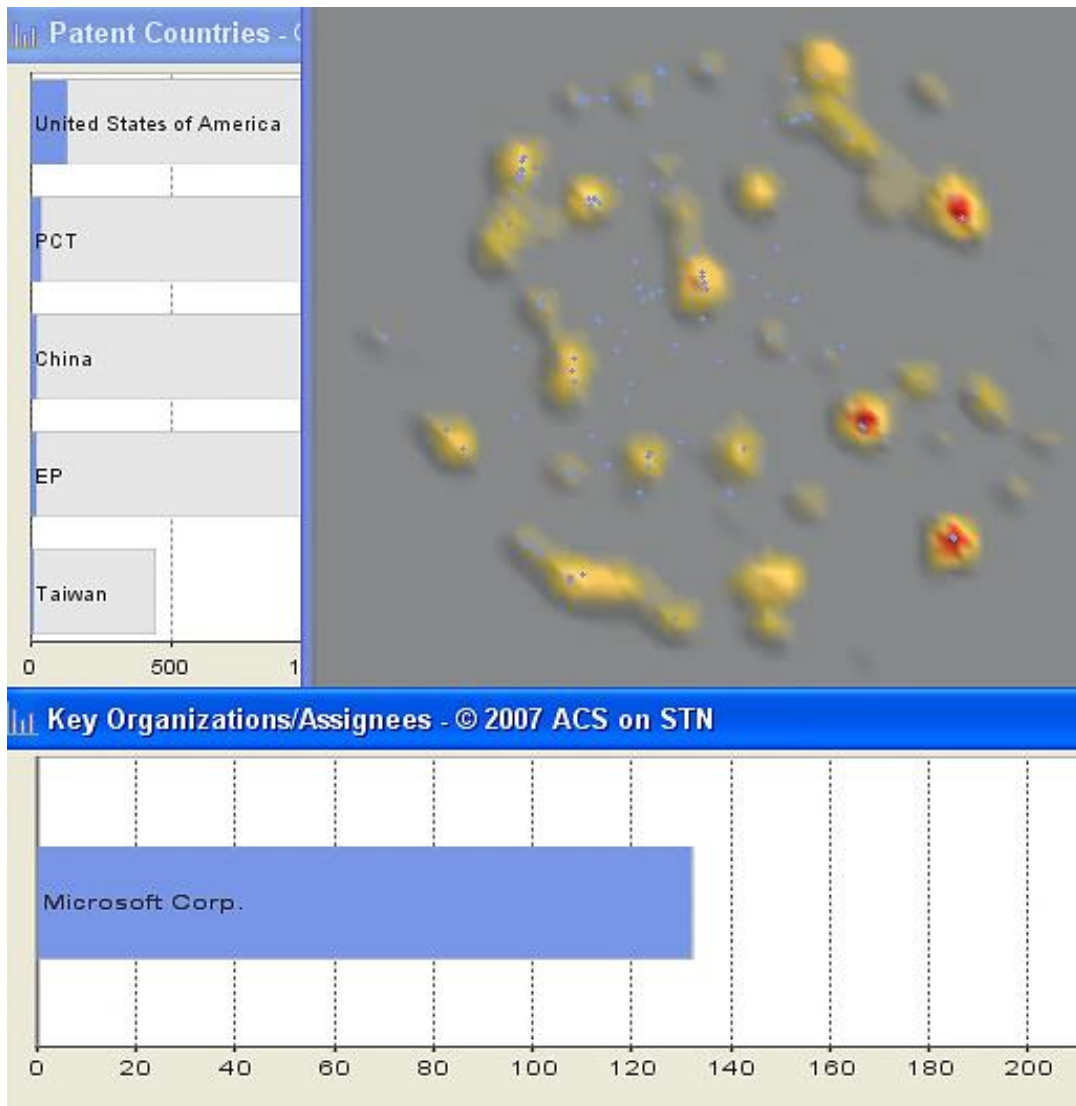 Patent Countries -
United States of America
PCT
China
EP
Taiwan
0 500 1
Key Organizations/Assignees - © 2007 ACS on STN
Microsoft Corp.
0 20 40 60 80 100 120 140 160 180 200